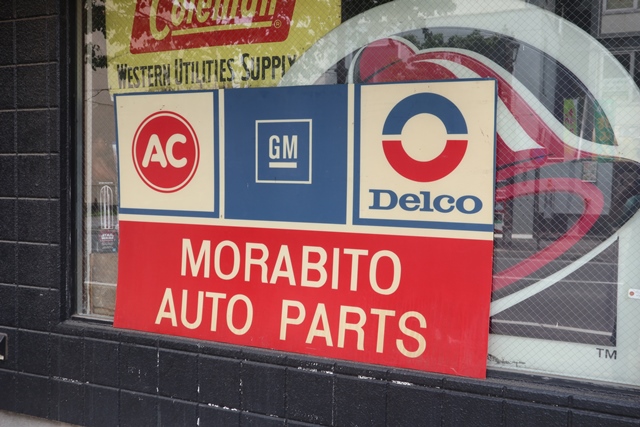 Coleman®
WESTERN UTILITIES SUPPLY
AC
GM
Delco
MORABITO
AUTO PARTS
TM